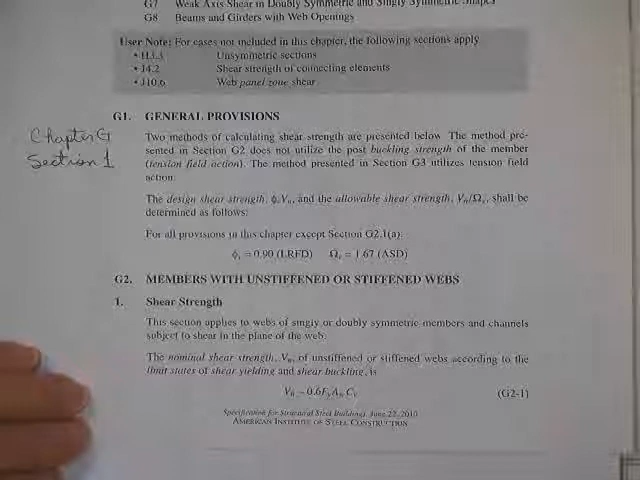 G7 Weak Axis Shear in Doubly Symmetric and Singly Symmetric Shapes
G8 Beams and Girders with Web Openings
User Note: For cases not included in this chapter, the following sections apply
• H3.3 Unsymmetric sections
• J4.2 Shear strength of connecting elements
• J10.6 Web panel zone shear
G1. GENERAL PROVISIONS
Chapter G
Section 1
Two methods of calculating shear strength are presented below. The method pre-
sented in Section G2 does not utilize the post buckling strength of the member
(tension field action). The method presented in Section G3 utilizes tension field
action.
The design shear strength, ϕvVn, and the allowable shear strength, Vn/Ωv, shall be
determined as follows:
For all provisions in this chapter except Section G2.1(a):
ϕv = 0.90 (LRFD) Ωv = 1.67 (ASD)
G2. MEMBERS WITH UNSTIFFENED OR STIFFENED WEBS
1. Shear Strength
This section applies to webs of singly or doubly symmetric members and channels
subject to shear in the plane of the web.
The nominal shear strength, Vn, of unstiffened or stiffened webs according to the
limit states of shear yielding and shear buckling, is
Vn = 0.6FyAwCv (G2-1)
Specification for Structural Steel Buildings, June 22, 2010
AMERICAN INSTITUTE OF STEEL CONSTRUCTION